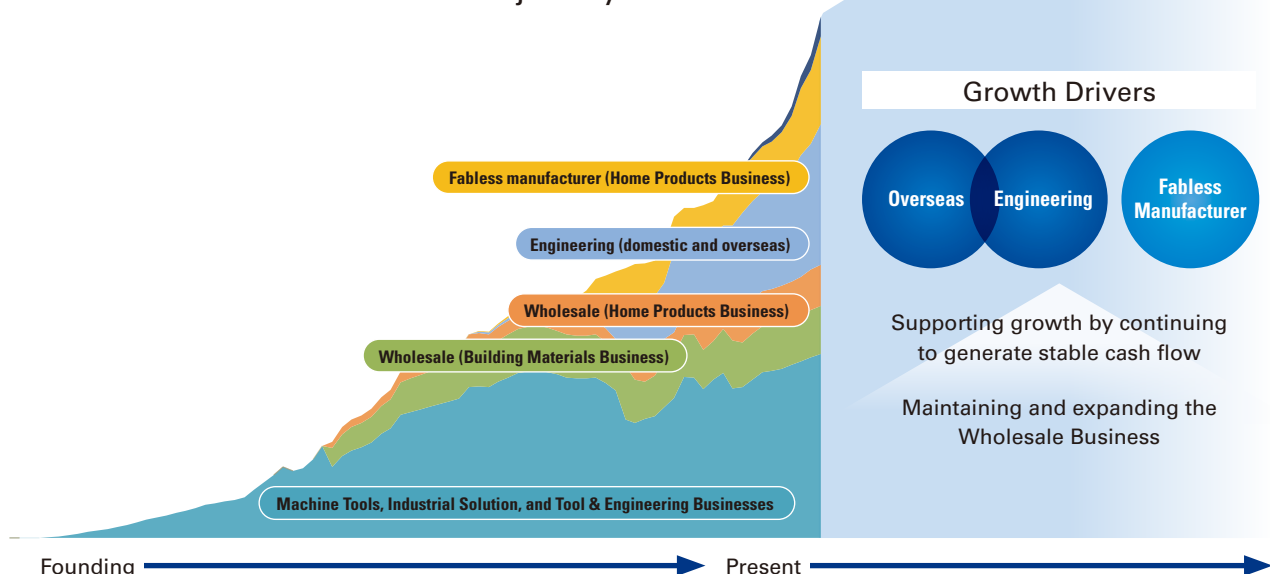 Growth Drivers
Fabless manufacturer (Home Products Business)
Overseas
Engineering
Fabless
Manufacturer
Engineering (domestic and overseas)
Wholesale (Home Products Business)
Wholesale (Building Materials Business)
Supporting growth by continuing
to generate stable cash flow
Maintaining and expanding the
Wholesale Business
Machine Tools, Industrial Solution, and Tool & Engineering Businesses
Founding
Present